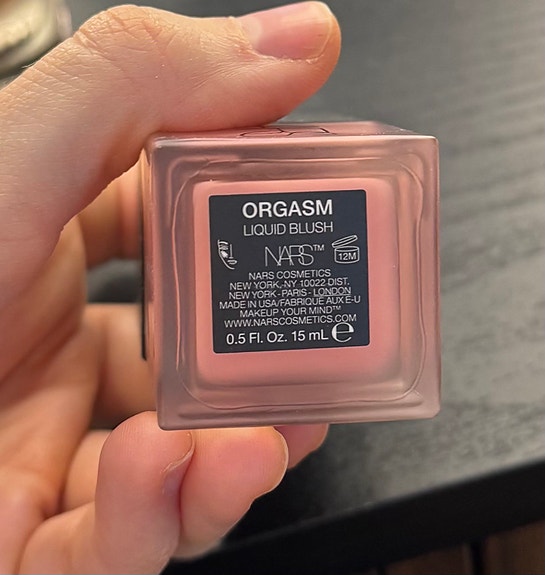 ORGASM
LIQUID BLUSH
NARS™
12M
NARS COSMETICS
NEW YORK, NY 10022 DIST.
NEW YORK - PARIS - LONDON
MADE IN USA/FABRIQUÉ AUX E-U
MAKEUP YOUR MIND™
WWW.NARSCOSMETICS.COM
0.5 Fl. Oz. 15 mL ℮